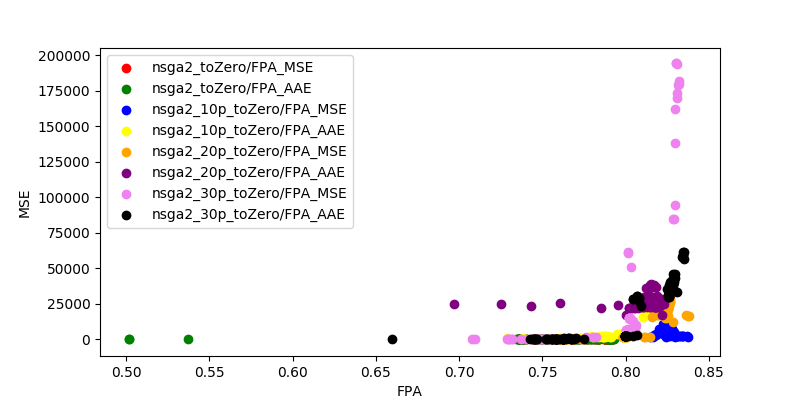 200000
175000
150000
125000
100000
75000
50000
25000
0
MSE
nsga2_toZero/FPA_MSE
nsga2_toZero/FPA_AAE
nsga2_10p_toZero/FPA_MSE
nsga2_10p_toZero/FPA_AAE
nsga2_20p_toZero/FPA_MSE
nsga2_20p_toZero/FPA_AAE
nsga2_30p_toZero/FPA_MSE
nsga2_30p_toZero/FPA_AAE
0.50 0.55 0.60 0.65 0.70 0.75 0.80 0.85
FPA